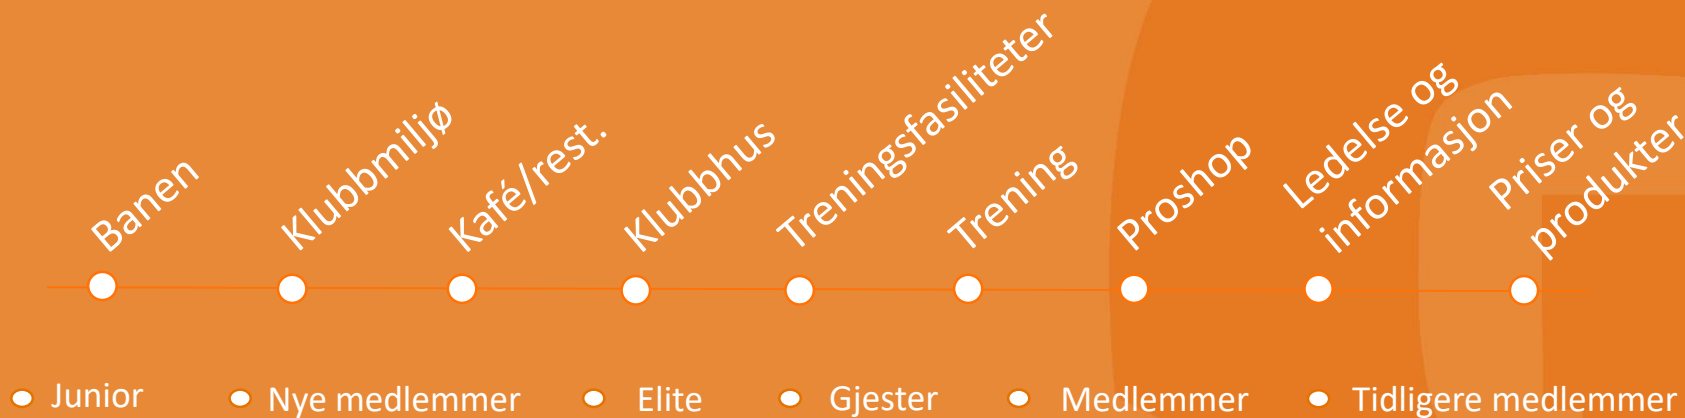 Banen
Klubbmiljø
Kafé/rest.
Klubbhus
Treningsfasiliteter
Trening
Proshop
Ledelse og
informasjon
Priser og
produkter
Junior
Nye medlemmer
Elite
Gjester
Medlemmer
Tidligere medlemmer